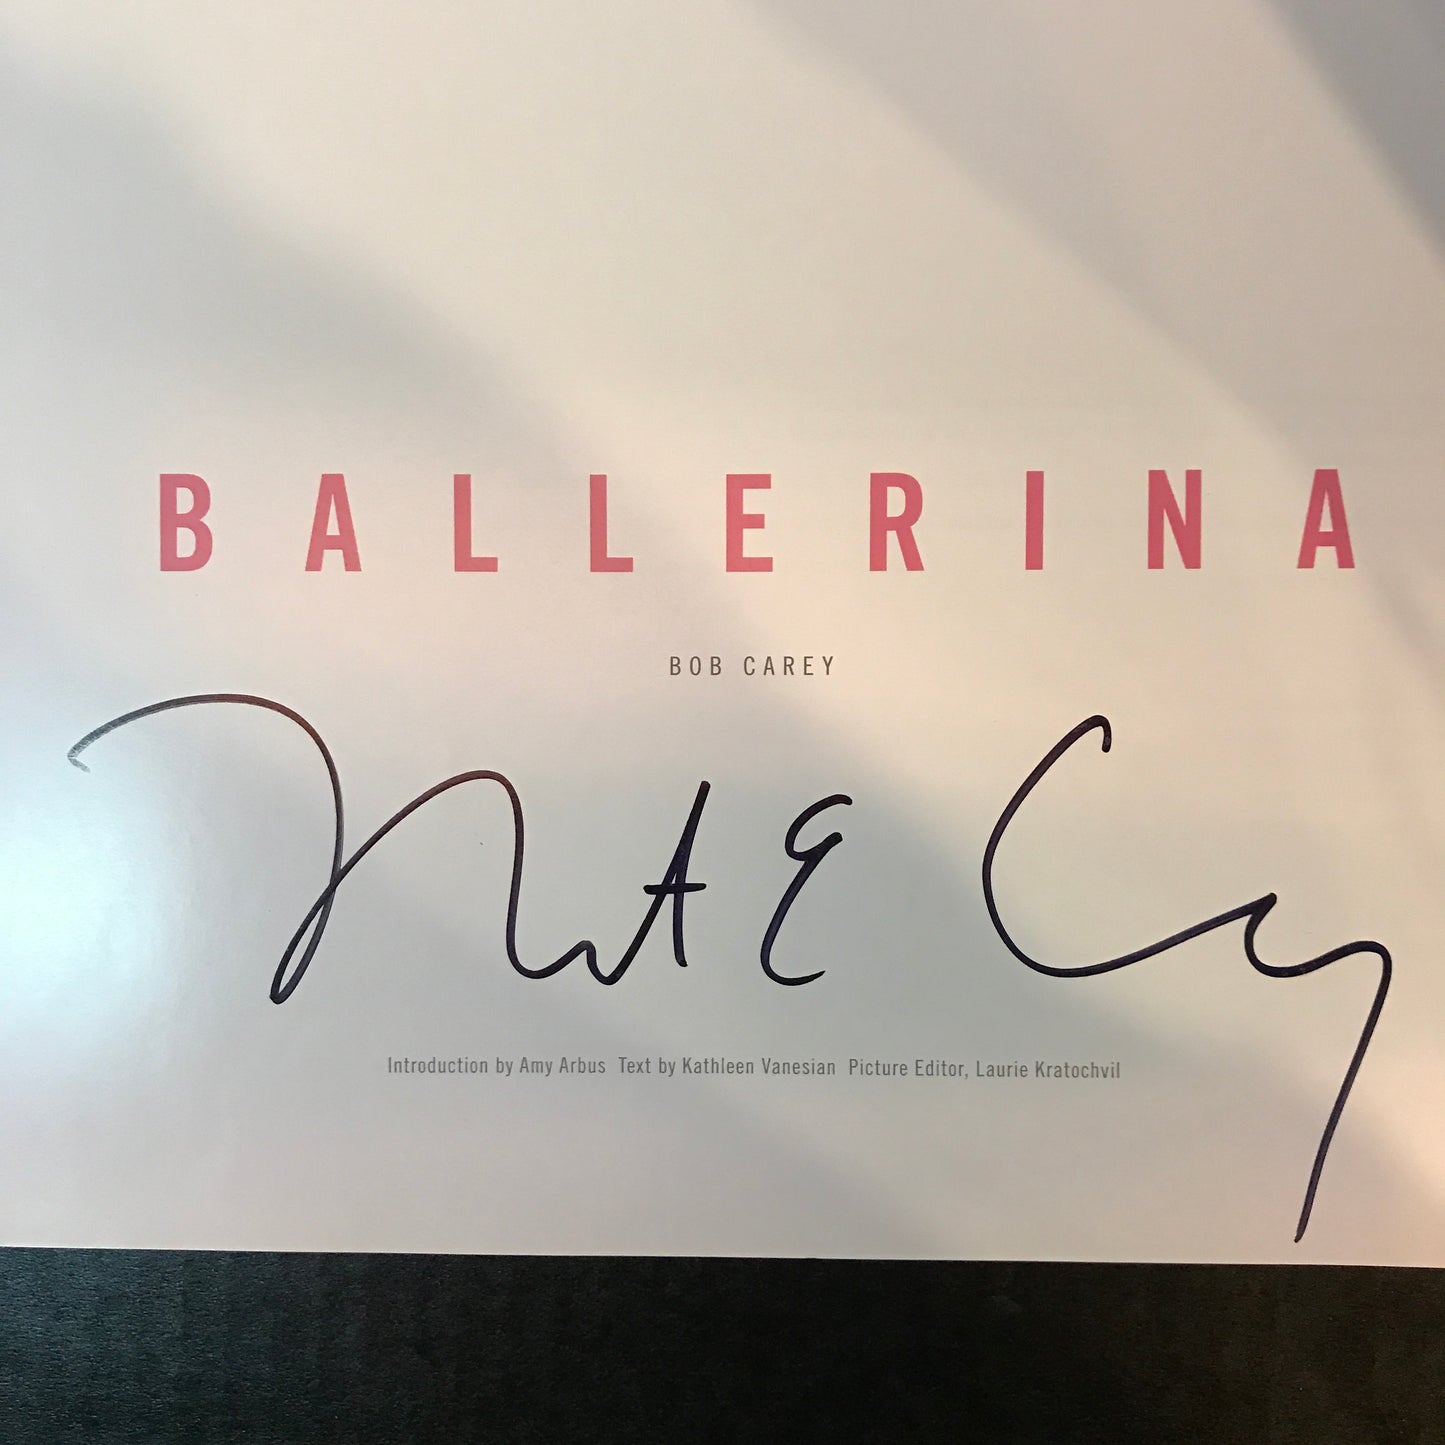 BALLERINA
BOB CAREY
Introduction by Amy Arbus Text by Kathleen Vanesian Picture Editor, Laurie Kratochvil